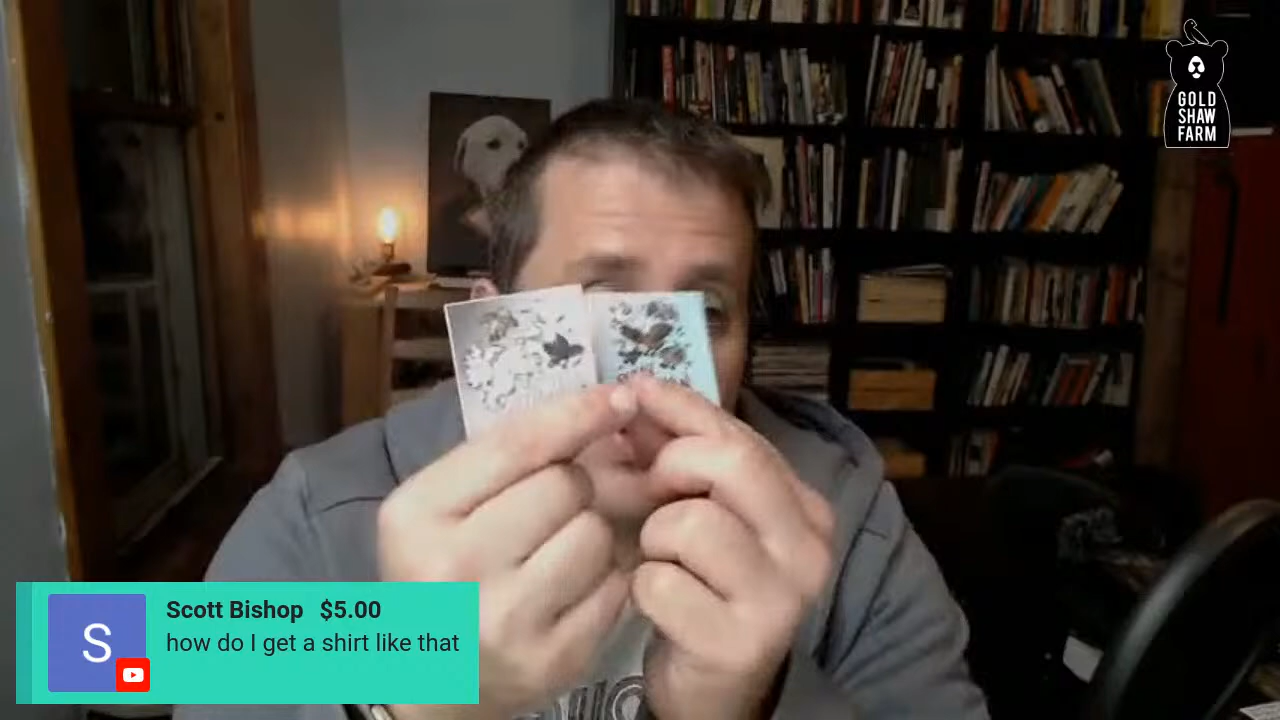 GOLD
SHAW
FARM
Scott Bishop $5.00
S
how do I get a shirt like that